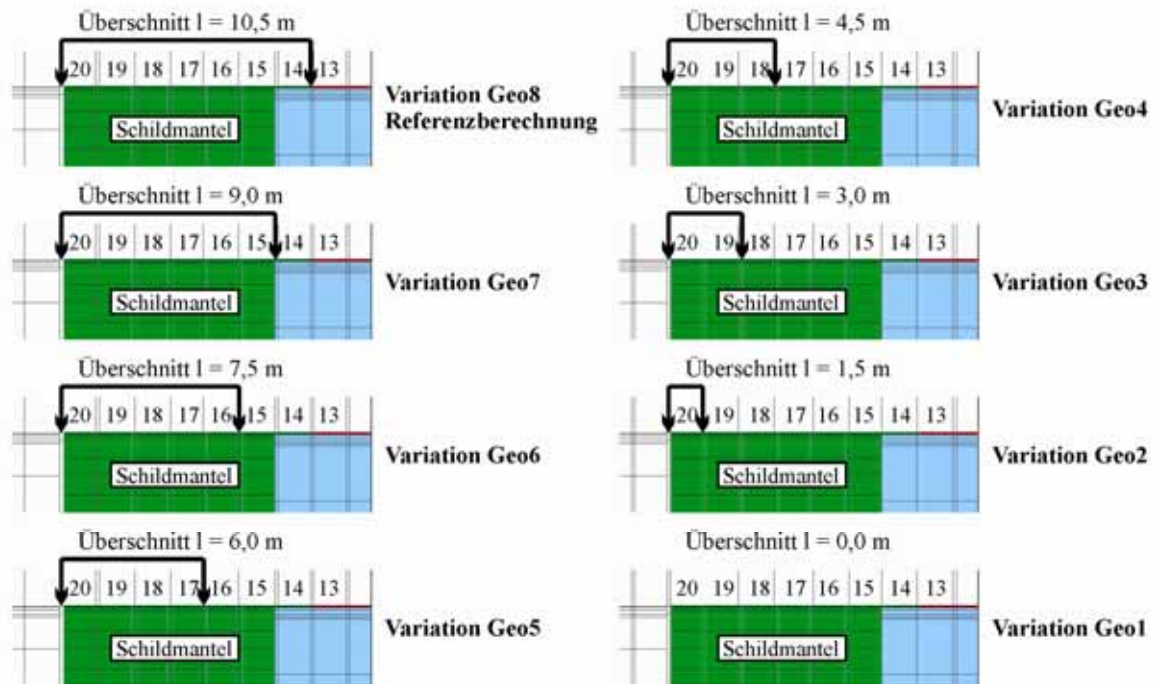 Überschnitt l = 10,5 m
20 19 18 17 16 15 14 13
Schildmantel
Variation Geo8
Referenzberechnung
Überschnitt l = 9,0 m
20 19 18 17 16 15 14 13
Schildmantel
Variation Geo7
Überschnitt l = 7,5 m
20 19 18 17 16 15 14 13
Schildmantel
Variation Geo6
Überschnitt l = 6,0 m
20 19 18 17 16 15 14 13
Schildmantel
Variation Geo5
Überschnitt l = 4,5 m
20 19 18 17 16 15 14 13
Schildmantel
Variation Geo4
Überschnitt l = 3,0 m
20 19 18 17 16 15 14 13
Schildmantel
Variation Geo3
Überschnitt l = 1,5 m
20 19 18 17 16 15 14 13
Schildmantel
Variation Geo2
Überschnitt l = 0,0 m
20 19 18 17 16 15 14 13
Schildmantel
Variation Geo1